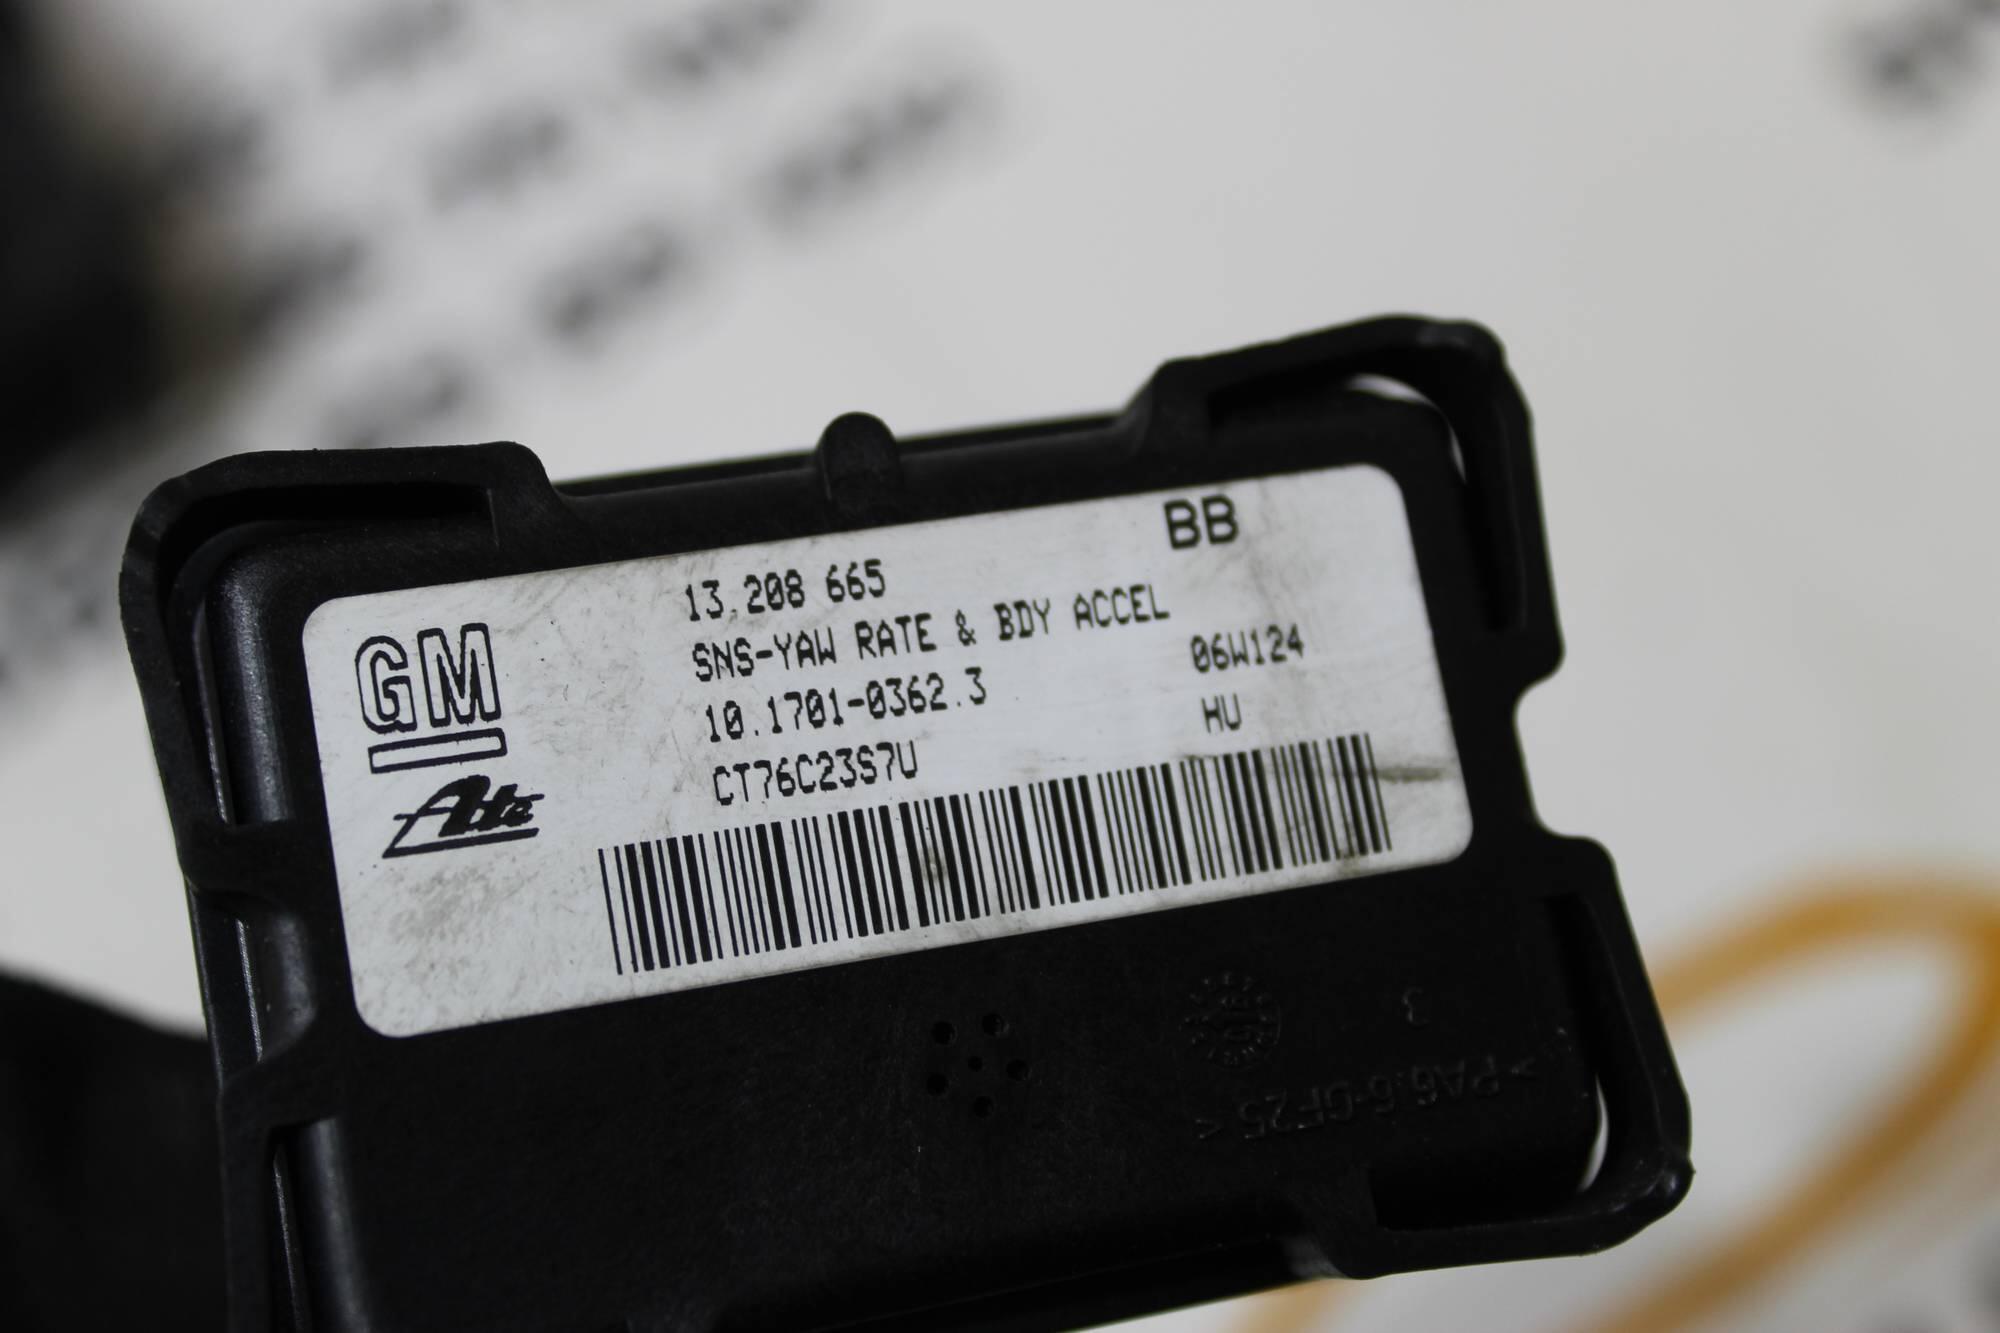 BB
13.208 665
SNS-YAW RATE & BDY ACCEL
10.1701-0362.3
06W124
CT76C23S7U
HU
GM
Ate
3
>PA6.6-GF25<